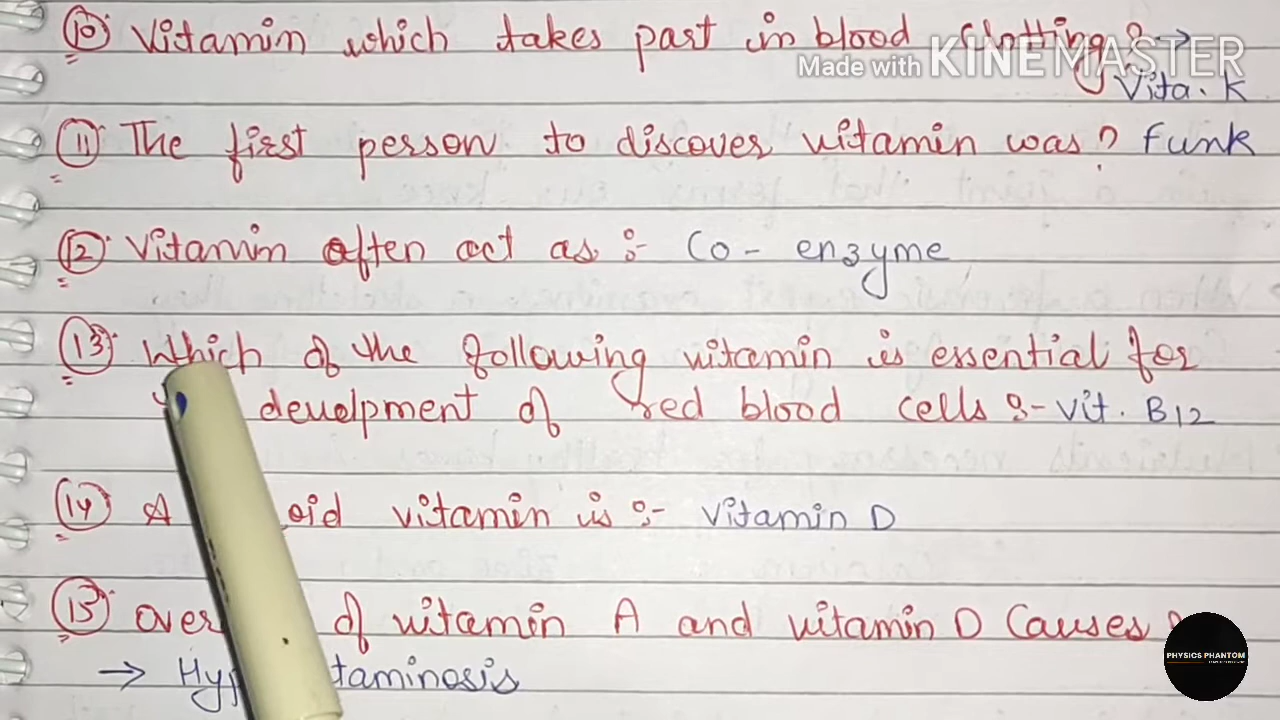 10 Vitamin which takes part in blood Clotting :→
Made with KINEMASTER
Vita. K
11 The first person to discover vitamin was? Funk
12 Vitamin often act as :- Co - enzyme
13 Which of the following vitamin is essential for
develpment of red blood cells :- Vit. B12
14 A oid vitamin is :- Vitamin D
15 Over of vitamin A and vitamin D Causes
→ Hyp taminosis
PHYSICS PHANTOM